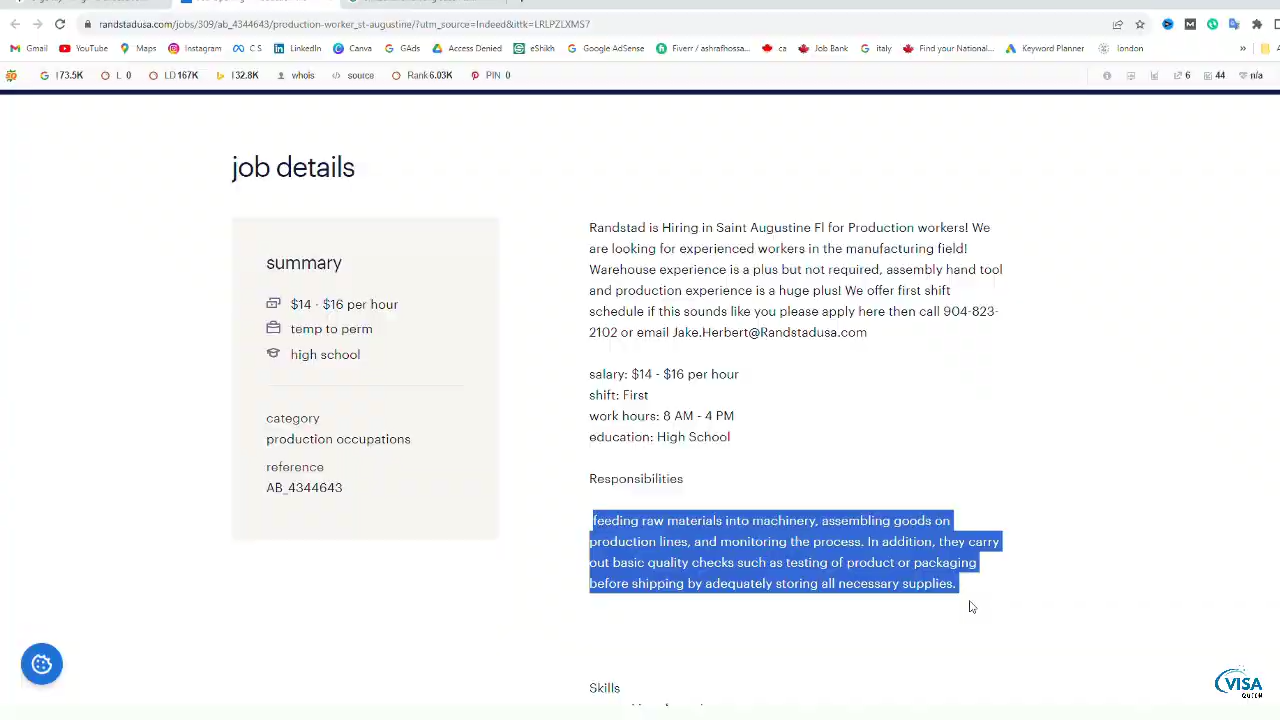 randstadusa.com/jobs/309/ab_4344643/production-worker_st-augustine/?utm_source=Indeed&ittk=LRLPZLXMS7
Gmail YouTube Maps Instagram C.S. LinkedIn Canva GAds Access Denied eShikh Google AdSense Fiverr / ashrafhossa... ca Job Bank italy Find your National... Keyword Planner london
I 73.5K L 0 LD 167K I 32.8K whois source Rank 6.03K PIN 0 6 44 n/a
job details
summary
$14 - $16 per hour
temp to perm
high school
category
production occupations
reference
AB_4344643
Randstad is Hiring in Saint Augustine Fl for Production workers! We
are looking for experienced workers in the manufacturing field!
Warehouse experience is a plus but not required, assembly hand tool
and production experience is a huge plus! We offer first shift
schedule if this sounds like you please apply here then call 904-823-
2102 or email Jake.Herbert@Randstadusa.com
salary: $14 - $16 per hour
shift: First
work hours: 8 AM - 4 PM
education: High School
Responsibilities
feeding raw materials into machinery, assembling goods on
production lines, and monitoring the process. In addition, they carry
out basic quality checks such as testing of product or packaging
before shipping by adequately storing all necessary supplies.
Skills
VISA